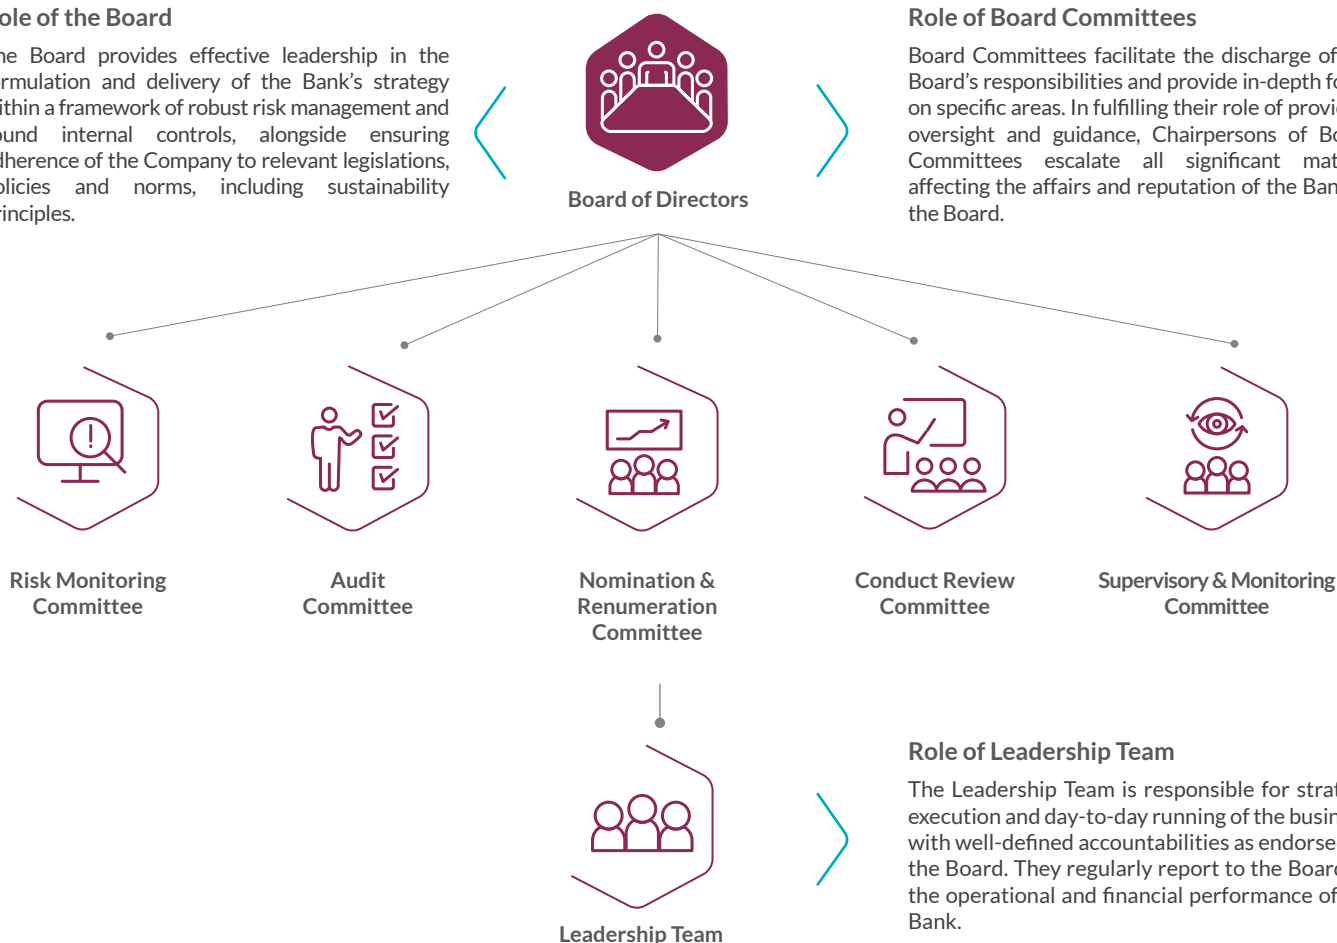 ole of the Board
he Board provides effective leadership in the
rmulation and delivery of the Bank's strategy
ithin a framework of robust risk management and
ound internal controls, alongside ensuring
dherence of the Company to relevant legislations,
olicies and norms, including sustainability
rinciples.
Board of Directors
Role of Board Committees
Board Committees facilitate the discharge of
Board's responsibilities and provide in-depth fo
on specific areas. In fulfilling their role of provi
oversight and guidance, Chairpersons of Bo
Committees escalate all significant mat
affecting the affairs and reputation of the Bank
the Board.
Risk Monitoring
Committee
Audit
Committee
Nomination &
Renumeration
Committee
Conduct Review
Committee
Supervisory & Monitoring
Committee
Leadership Team
Role of Leadership Team
The Leadership Team is responsible for strat
execution and day-to-day running of the busin
with well-defined accountabilities as endorse
the Board. They regularly report to the Board
the operational and financial performance of
Bank.